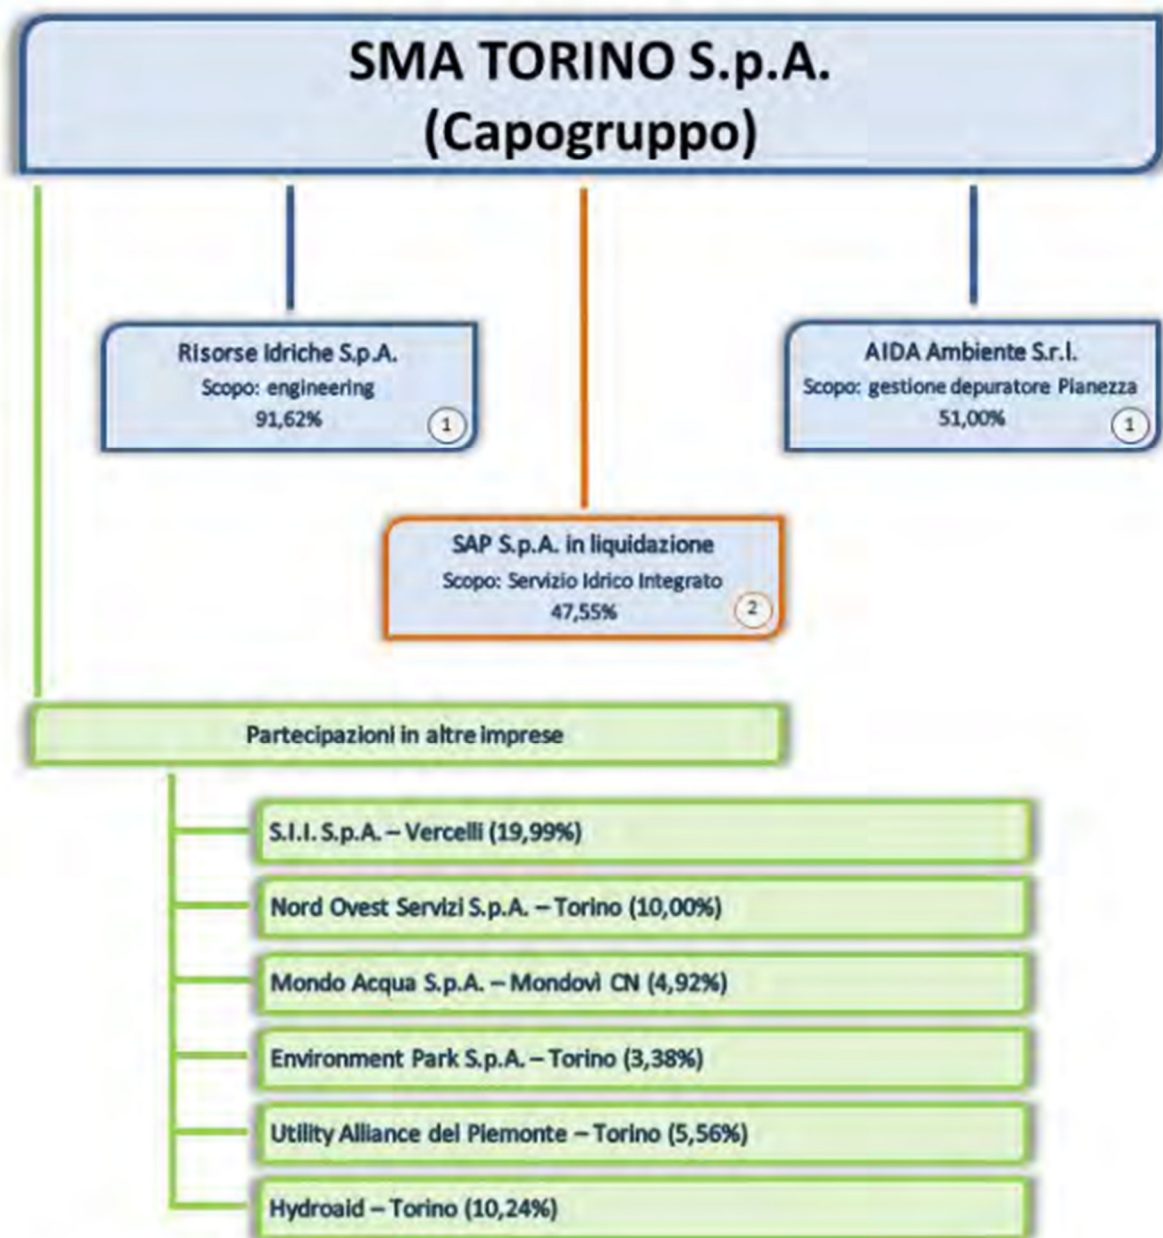 SMA TORINO S.p.A.
(Capogruppo)
Risorse Idriche S.p.A.
Scopo: engineering
91,62%
1
AIDA Ambiente S.r.l.
Scopo: gestione depuratore Pianezza
51,00%
1
SAP S.p.A. in liquidazione
Scopo: Servizio Idrico Integrato
47,55%
2
Partecipazioni in altre imprese
S.I.I. S.p.A. – Vercelli (19,99%)
Nord Ovest Servizi S.p.A. – Torino (10,00%)
Mondo Acqua S.p.A. – Mondovì CN (4,92%)
Environment Park S.p.A. – Torino (3,38%)
Utility Alliance del Piemonte – Torino (5,56%)
Hydroaid – Torino (10,24%)